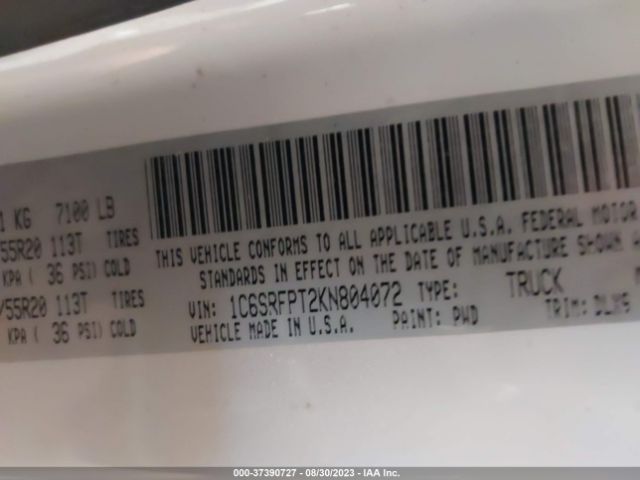 1 KG 7100 LB
55R20 113T TIRES
KPA ( 36 PSI) COLD
/55R20 113T TIRES
KPA ( 36 PSI) COLD
THIS VEHICLE CONFORMS TO ALL APPLICABLE U.S.A. FEDERAL MOTOR
STANDARDS IN EFFECT ON THE DATE OF MANUFACTURE SHOWN A
VIN: 1C6SRFPT2KN804072 TYPE: TRUCK
VEHICLE MADE IN U.S.A. PAINT: PWD TRIM:
000-37390727 - 08/30/2023 - IAA Inc.